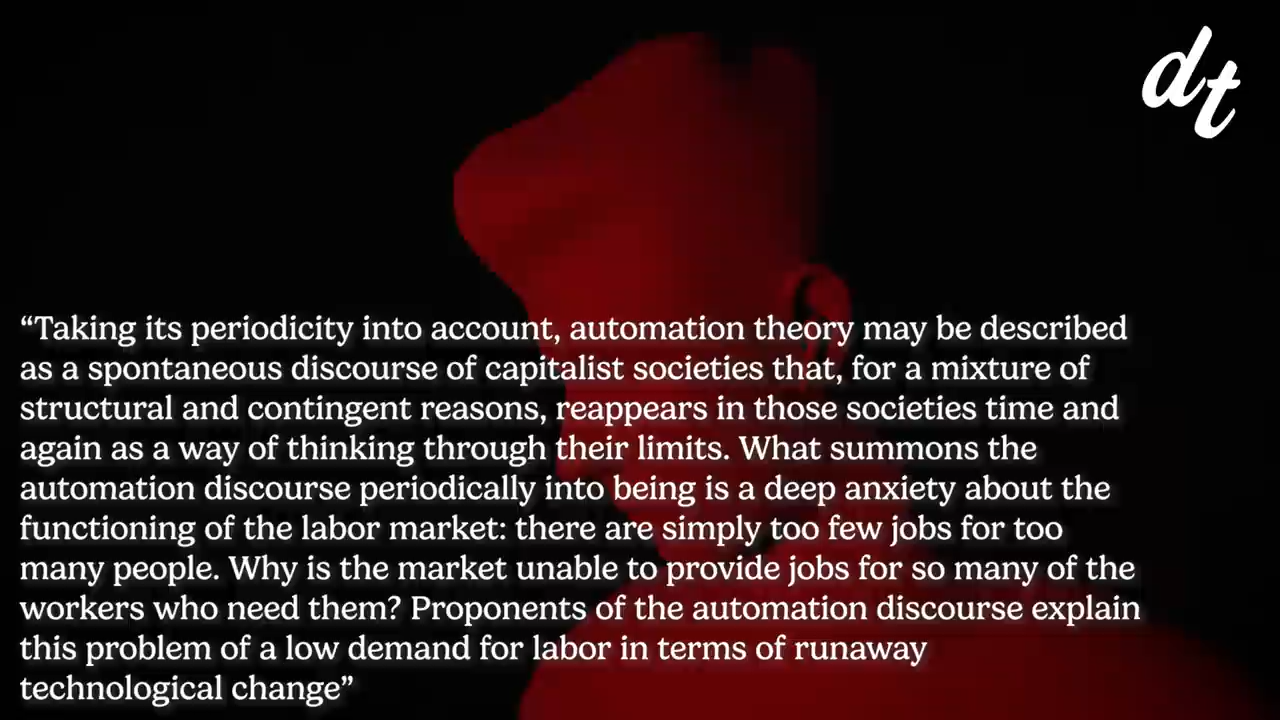 dt
“Taking its periodicity into account, automation theory may be described
as a spontaneous discourse of capitalist societies that, for a mixture of
structural and contingent reasons, reappears in those societies time and
again as a way of thinking through their limits. What summons the
automation discourse periodically into being is a deep anxiety about the
functioning of the labor market: there are simply too few jobs for too
many people. Why is the market unable to provide jobs for so many of the
workers who need them? Proponents of the automation discourse explain
this problem of a low demand for labor in terms of runaway
technological change”